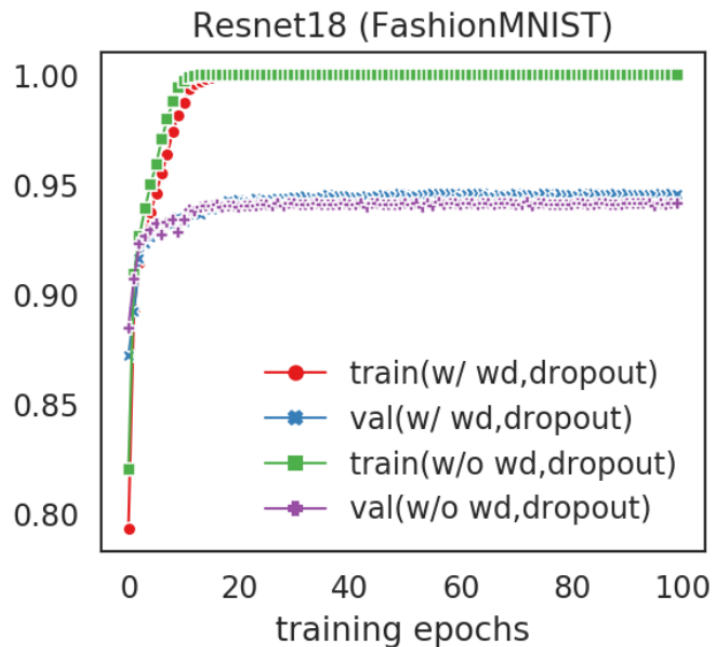 Resnet18 (FashionMNIST)
1.00
0.95
0.90
0.85
0.80
train(w/ wd,dropout)
val(w/ wd,dropout)
train(w/o wd,dropout)
val(w/o wd,dropout)
0 20 40 60 80 100
training epochs